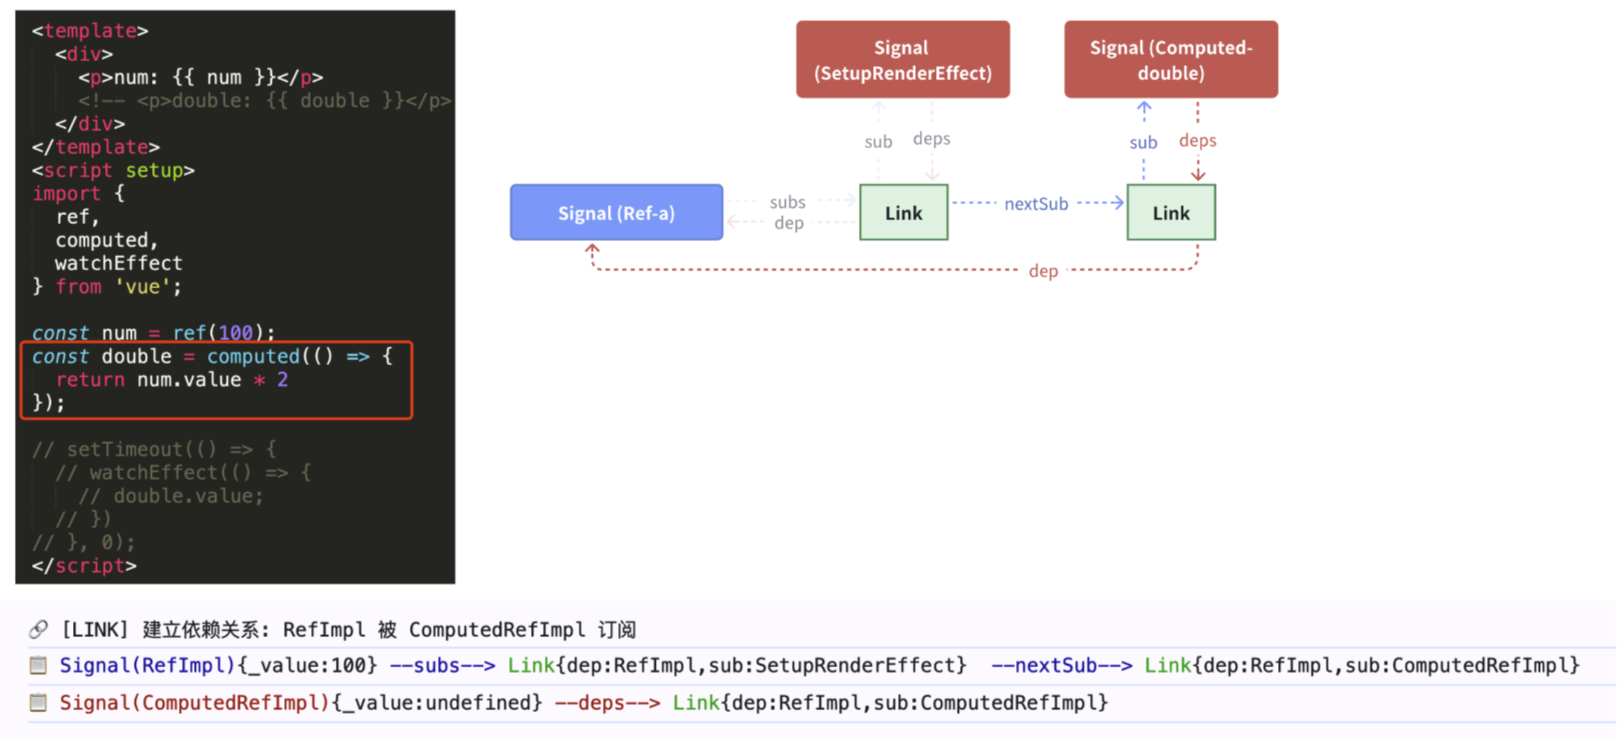 <template>
<div>
<p>num: {{ num }}</p>
<!-- <p>double: {{ double }}</p>
</div>
</template>
<script setup>
import {
ref,
computed,
watchEffect
} from 'vue';
const num = ref(100);
const double = computed(() => {
return num.value * 2
});
// setTimeout(() => {
// watchEffect(() => {
// double.value;
// })
// }, 0);
</script>
Signal
(SetupRenderEffect)
Signal (Computed-
double)
sub
deps
sub
deps
Signal (Ref-a)
subs
dep
Link
nextSub
Link
dep
🔗 [LINK] 建立依赖关系: RefImpl 被 ComputedRefImpl 订阅
📋 Signal(RefImpl){_value:100} --subs--> Link{dep:RefImpl,sub:SetupRenderEffect} --nextSub--> Link{dep:RefImpl,sub:ComputedRefImpl}
📋 Signal(ComputedRefImpl){_value:undefined} --deps--> Link{dep:RefImpl,sub:ComputedRefImpl}